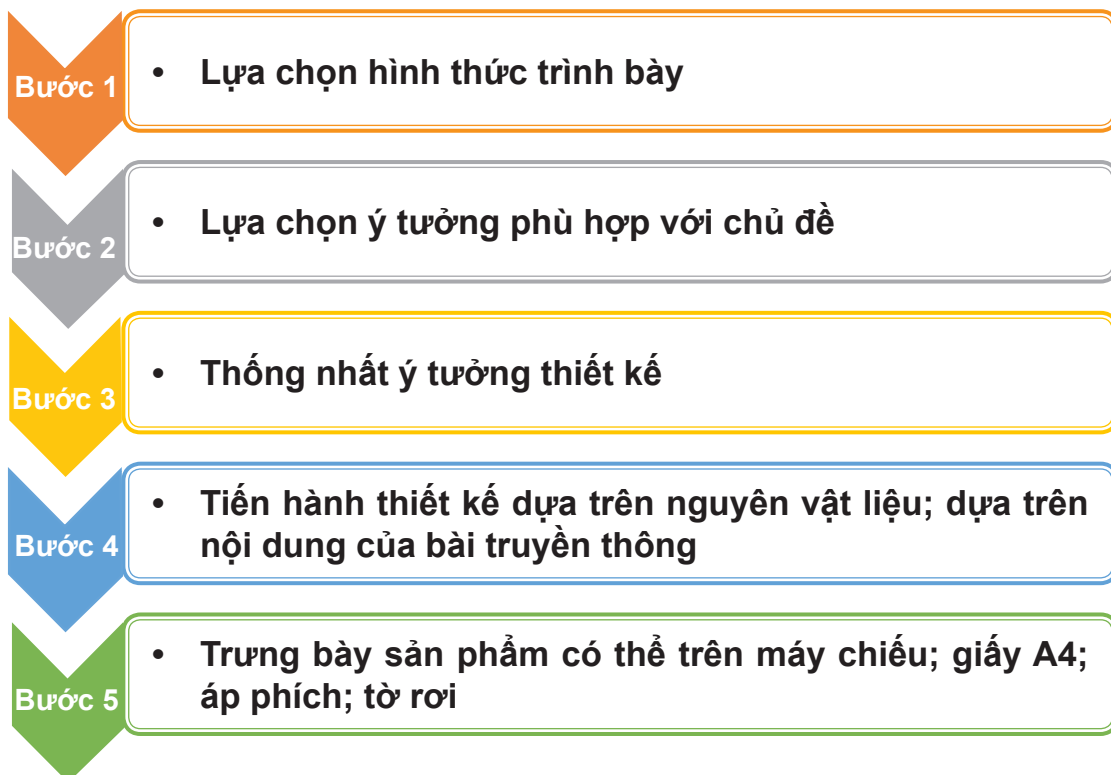 Bước 1
• Lựa chọn hình thức trình bày
Bước 2
• Lựa chọn ý tưởng phù hợp với chủ đề
Bước 3
• Thống nhất ý tưởng thiết kế
Bước 4
• Tiến hành thiết kế dựa trên nguyên vật liệu; dựa trên
nội dung của bài truyền thông
Bước 5
• Trưng bày sản phẩm có thể trên máy chiếu; giấy A4;
áp phích; tờ rơi